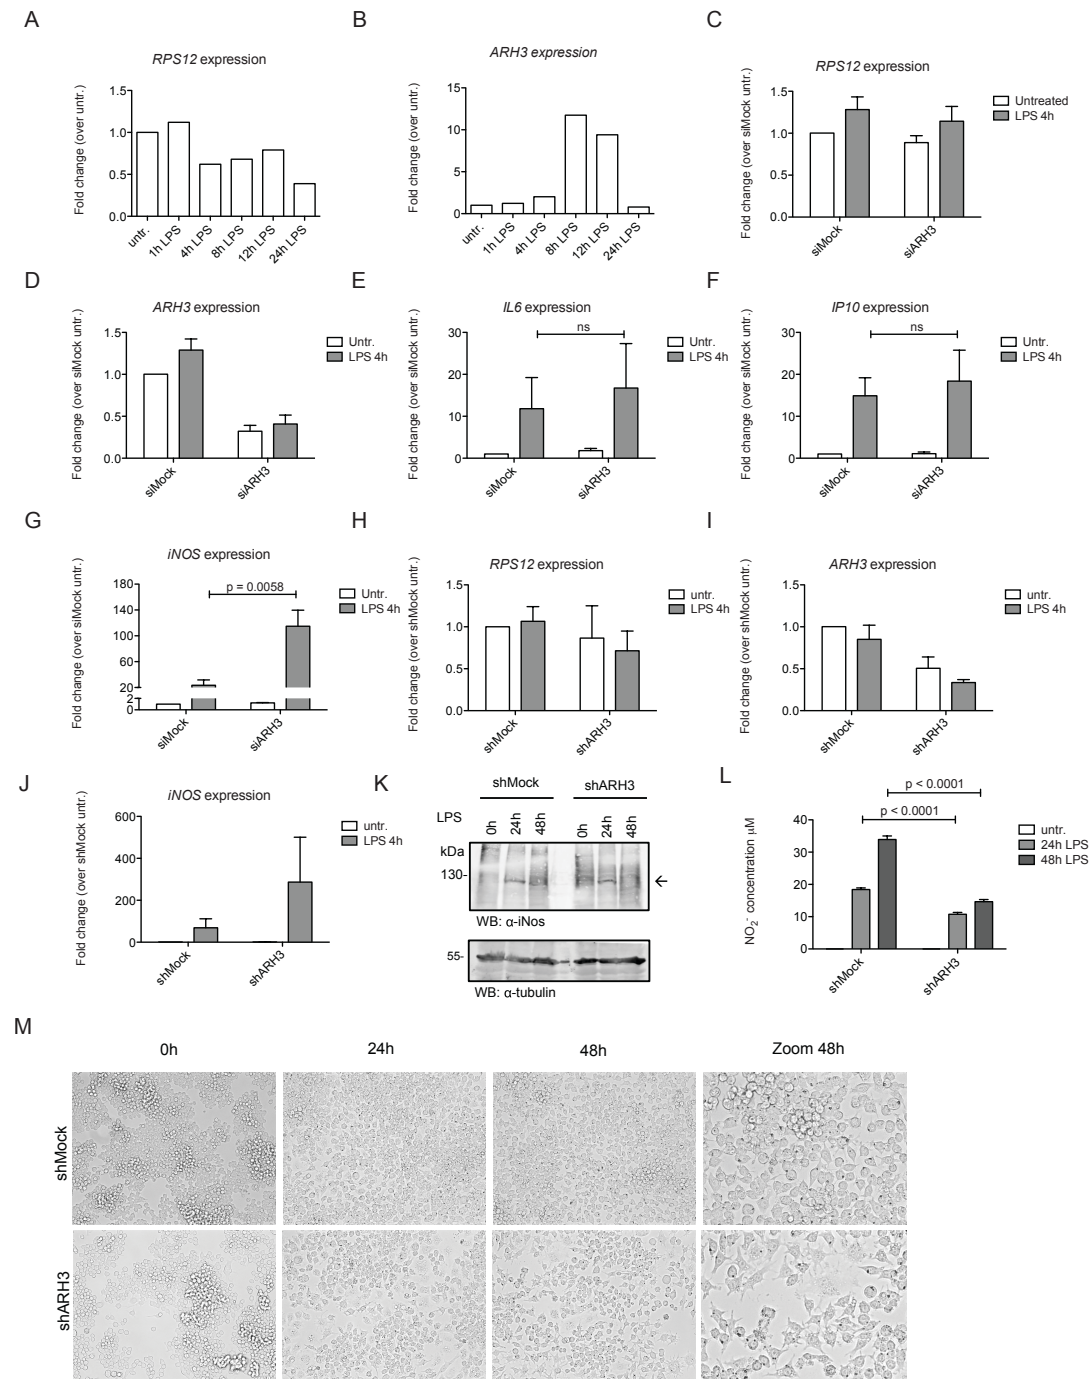 A
RPS12 expression
Fold change (over untr.)
1.5
1.0
0.5
0.0
untr.
1h LPS
4h LPS
8h LPS
12h LPS
24h LPS
B
ARH3 expression
Fold change (over untr.)
15
10
5
0
untr.
1h LPS
4h LPS
8h LPS
12h LPS
24h LPS
C
RPS12 expression
Fold change (over siMock untr.)
1.5
1.0
0.5
0.0
siMock
siARH3
Untreated
LPS 4h
D
ARH3 expression
Fold change (over siMock untr.)
1.5
1.0
0.5
0.0
siMock
siARH3
Untr.
LPS 4h
E
IL6 expression
Fold change (over siMock untr.)
30
20
10
0
ns
siMock
siARH3
Untr.
LPS 4h
F
IP10 expression
Fold change (over siMock untr.)
30
20
10
0
ns
siMock
siARH3
Untr.
LPS 4h
G
iNOS expression
Fold change (over siMock untr.)
180
140
100
60
20
2
0
p = 0.0058
siMock
siARH3
Untr.
LPS 4h
H
RPS12 expression
Fold change (over shMock untr.)
1.5
1.0
0.5
0.0
shMock
shARH3
untr.
LPS 4h
I
ARH3 expression
Fold change (over shMock untr.)
1.5
1.0
0.5
0.0
shMock
shARH3
untr.
LPS 4h
J
iNOS expression
Fold change (over shMock untr.)
600
400
200
0
shMock
shARH3
untr.
LPS 4h
K
shMock shARH3
LPS 0h 24h 48h 0h 24h 48h
kDa
130-
WB: α-iNos
55-
WB: α-tubulin
L
p < 0.0001
p < 0.0001
NO2- concentration μM
40
30
20
10
0
shMock
shARH3
untr.
24h LPS
48h LPS
M
0h 24h 48h Zoom 48h
shMock
shARH3